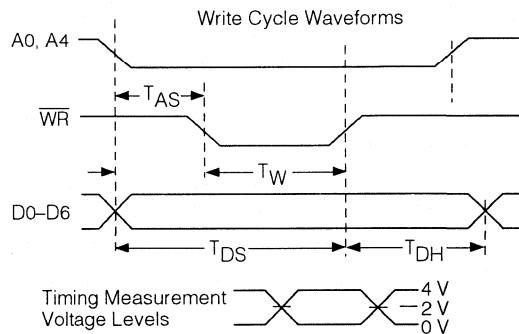 Write Cycle Waveforms
A0, A4
TAS
WR
TW
D0–D6
TDS
TDH
Timing Measurement
Voltage Levels
4 V
2 V
0 V